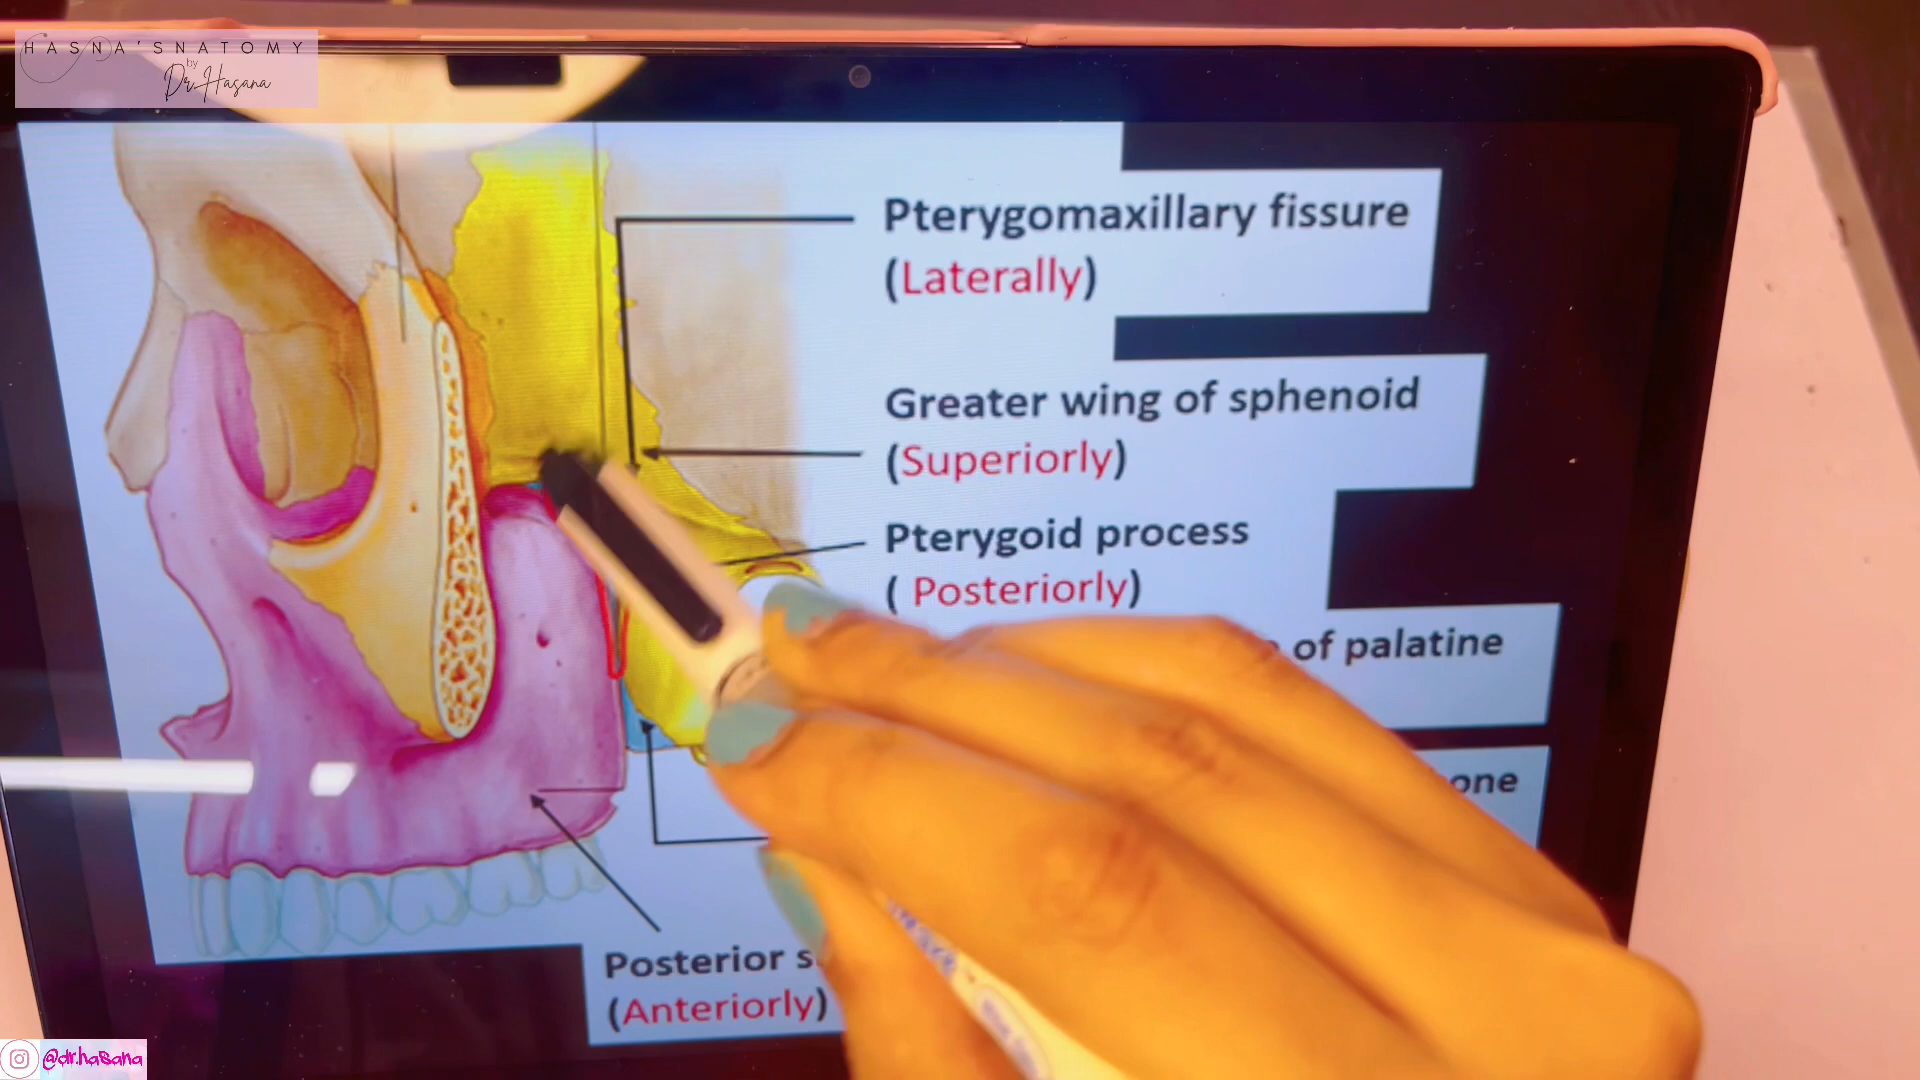 HASNA'SNATOMY
by
Dr.Hasana
Pterygomaxillary fissure
(Laterally)
Greater wing of sphenoid
(Superiorly)
Pterygoid process
( Posteriorly)
of palatine
Posterior
(Anteriorly)
@dr.haSana